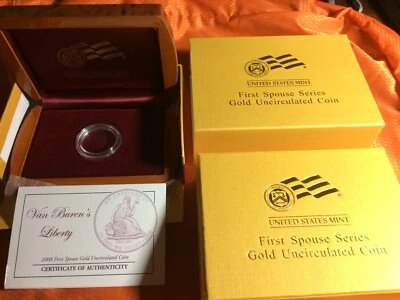 UNITED STATES MINT
First Spouse Series
Gold Uncirculated Coin
UNITED STATES MINT
First Spouse Series
Gold Uncirculated Coin
Van Buren's
Liberty
2008 First Spouse Gold Uncirculated Coin
CERTIFICATE OF AUTHENTICITY